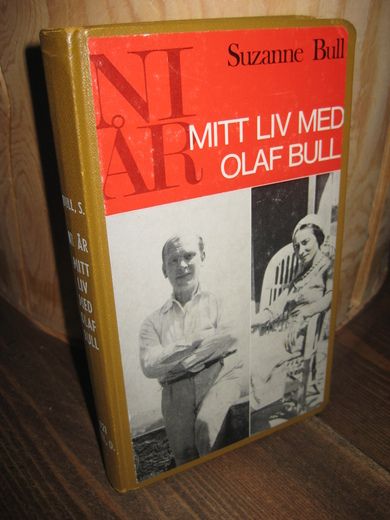 Suzanne Bull
NI
ÅR
MITT LIV MED
OLAF BULL
BULL, S.
NI ÅR
MITT
LIV
MED
OLAF
BULL